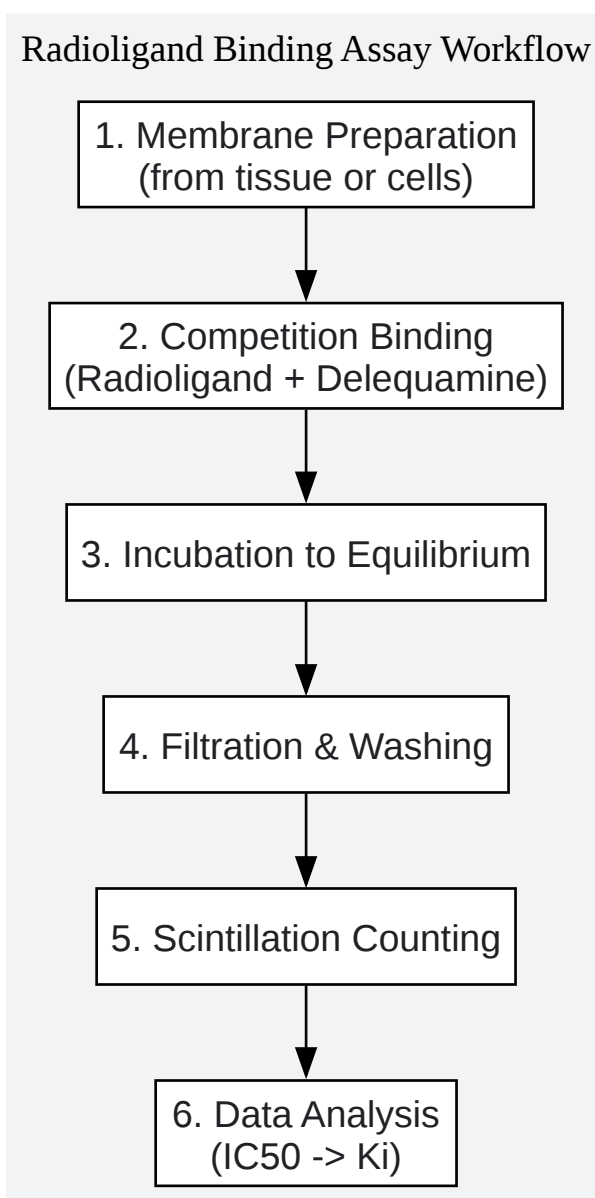 Radioligand Binding Assay Workflow
1. Membrane Preparation
(from tissue or cells)
2. Competition Binding
(Radioligand + Delequamine)
3. Incubation to Equilibrium
4. Filtration & Washing
5. Scintillation Counting
6. Data Analysis
(IC50 -> Ki)